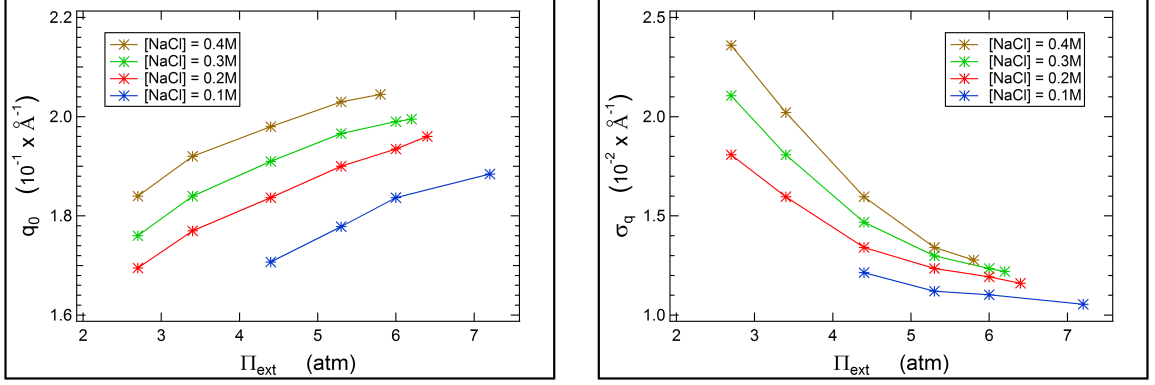 2.2
2.0
1.8
1.6
q₀ (10⁻¹ x Å⁻¹)
[NaCl] = 0.4M
[NaCl] = 0.3M
[NaCl] = 0.2M
[NaCl] = 0.1M
2 3 4 5 6 7
Π_ext (atm)
2.5
2.0
1.5
1.0
σ_q (10⁻² x Å⁻¹)
[NaCl] = 0.4M
[NaCl] = 0.3M
[NaCl] = 0.2M
[NaCl] = 0.1M
2 3 4 5 6 7
Π_ext (atm)